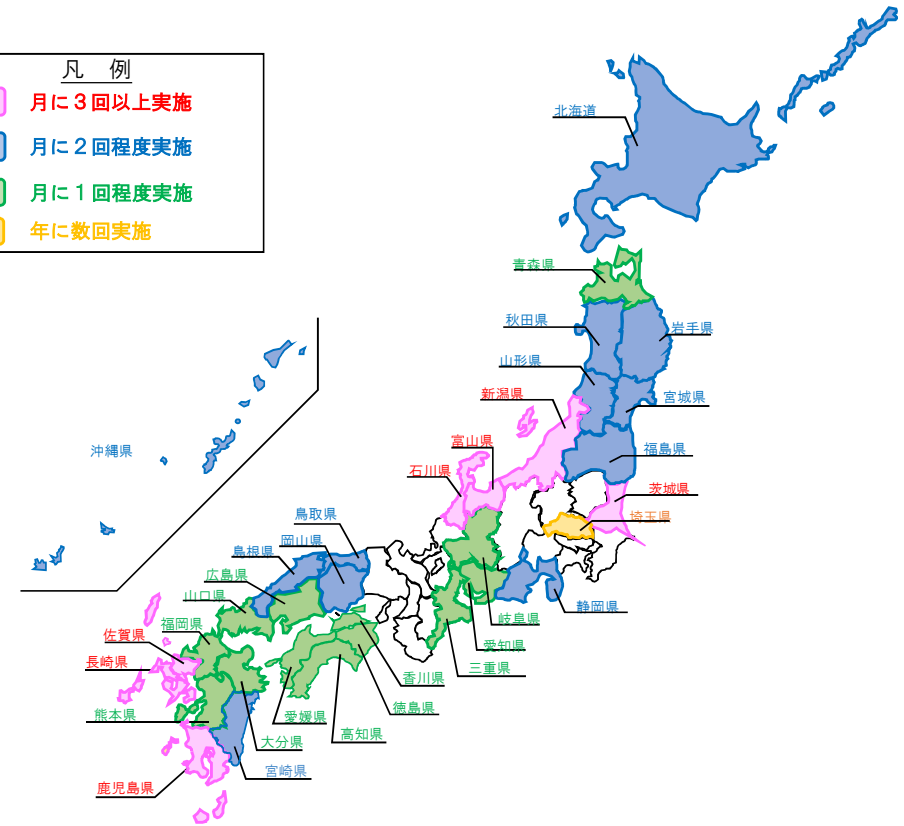 凡 例
月に３回以上実施
月に２回程度実施
月に１回程度実施
年に数回実施
北海道
青森県
秋田県
岩手県
山形県
新潟県
宮城県
富山県
福島県
沖縄県
石川県
茨城県
鳥取県
埼玉県
岡山県
島根県
広島県
山口県
静岡県
福岡県
岐阜県
佐賀県
愛知県
長崎県
三重県
香川県
徳島県
熊本県
愛媛県
高知県
大分県
宮崎県
鹿児島県